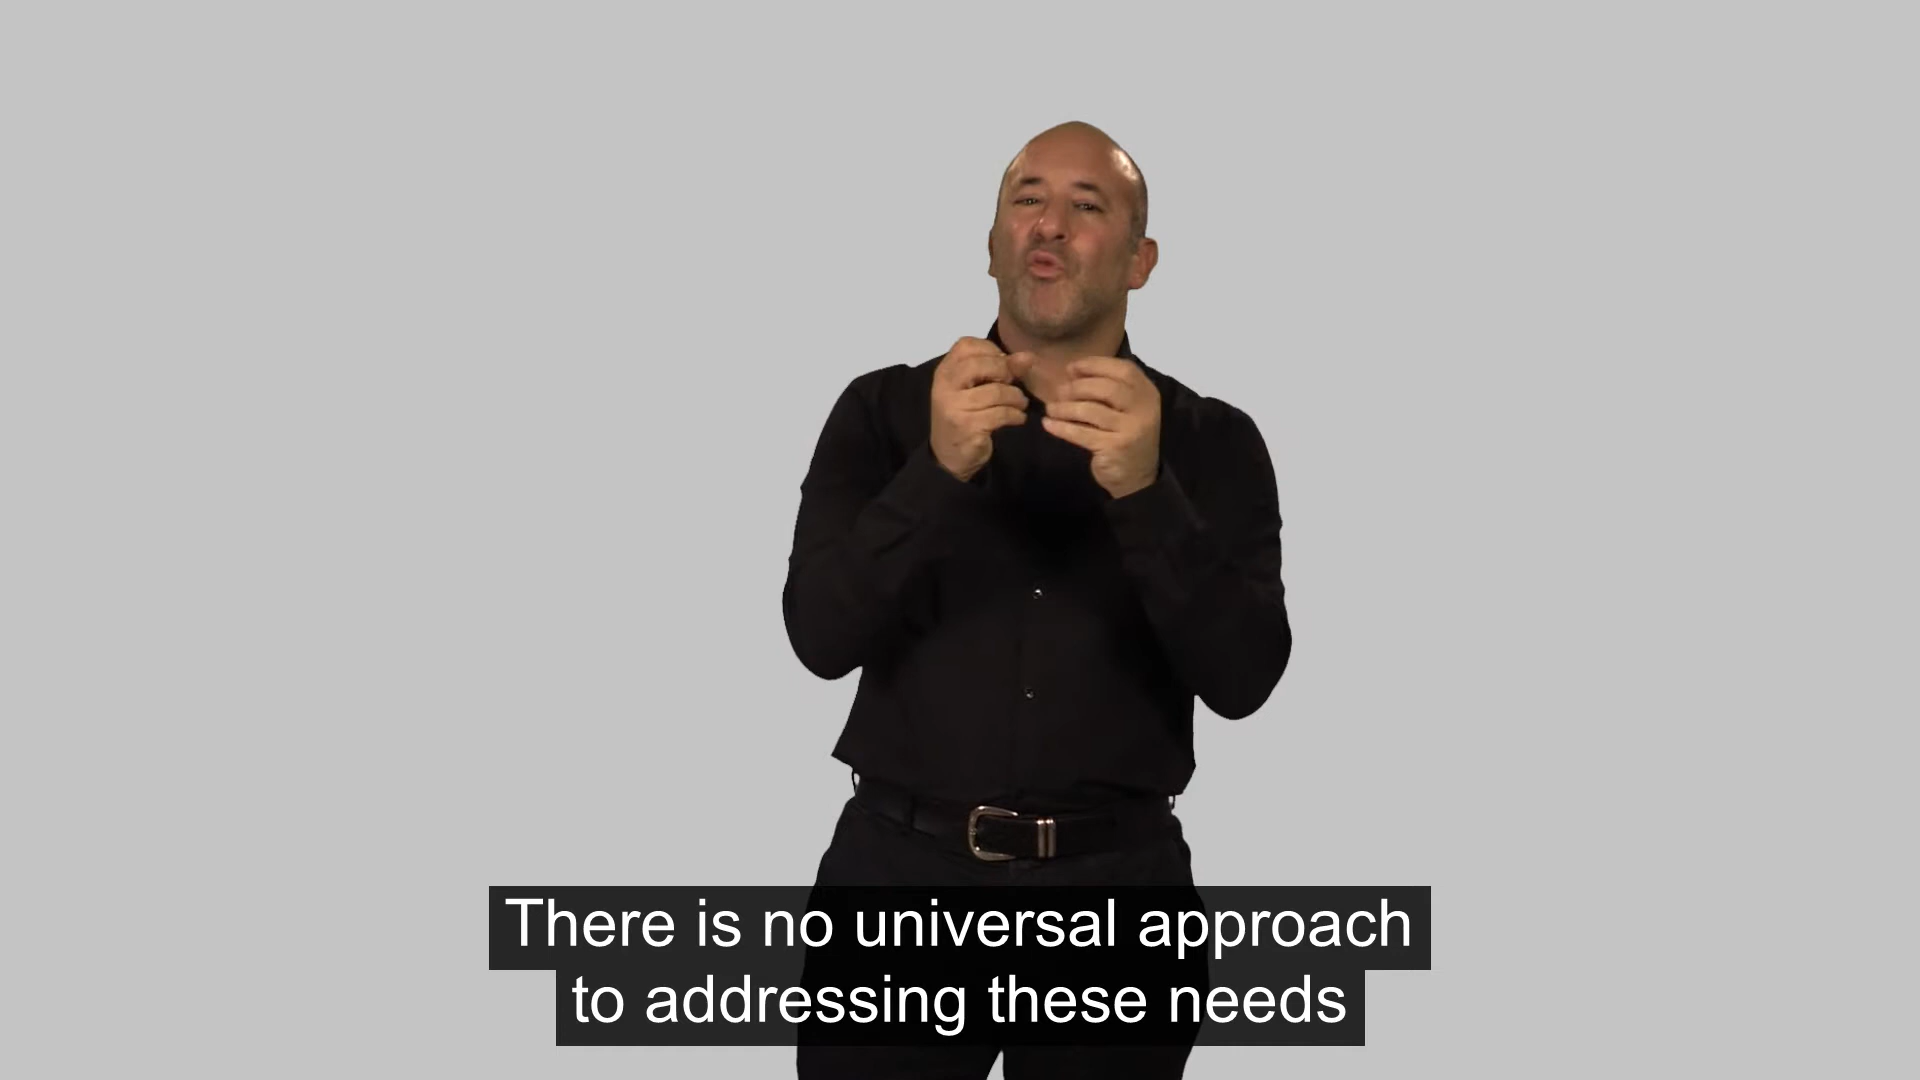 There is no universal approach
to addressing these needs